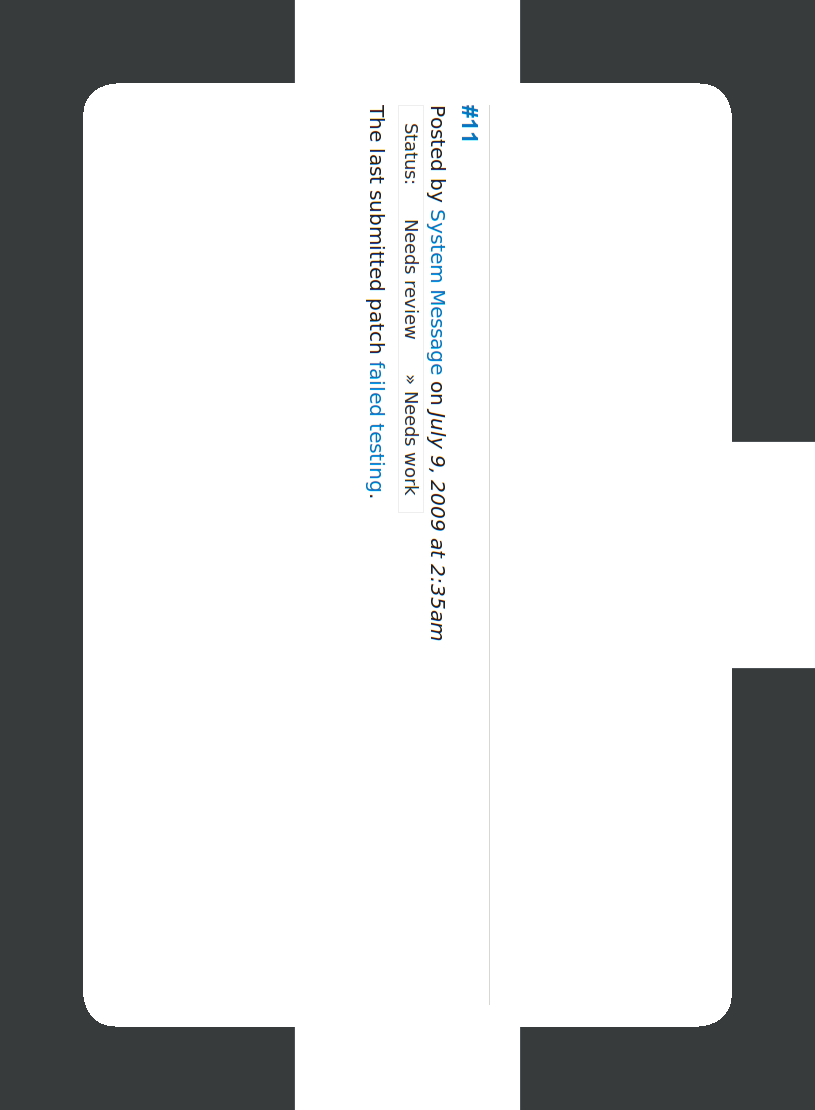 #11
Posted by System Message on July 9, 2009 at 2:35am
Status: Needs review » Needs work
The last submitted patch failed testing.